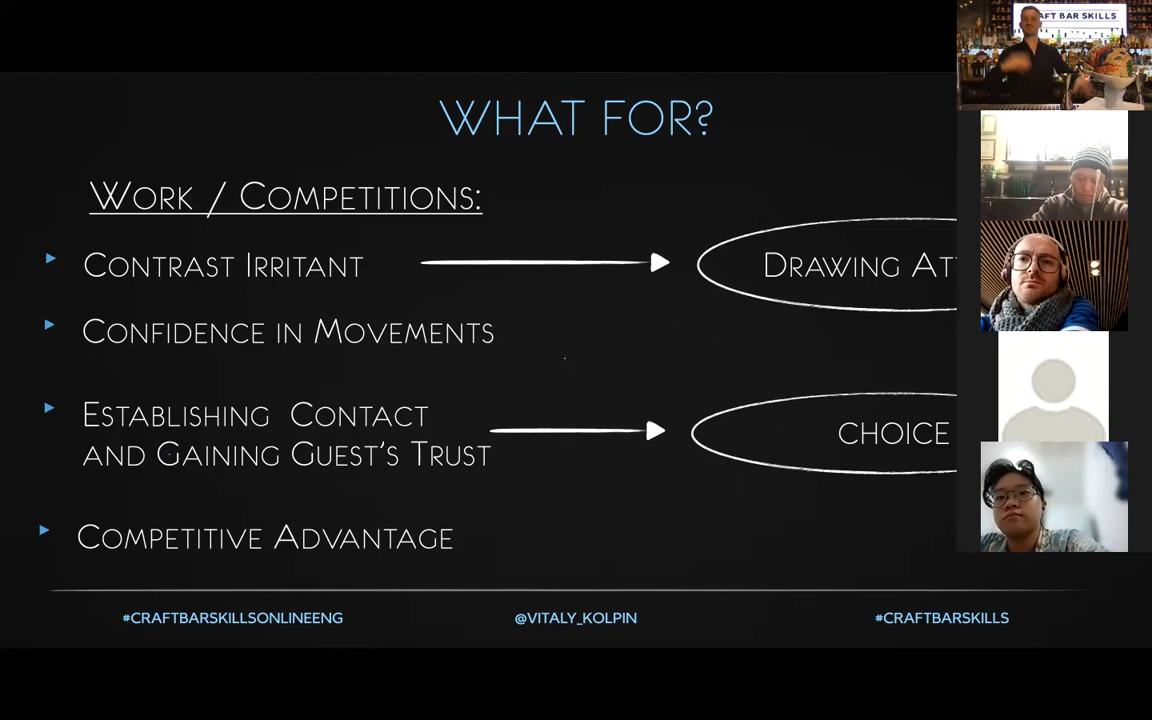 AFT BAR SKILLS
WHAT FOR?
WORK / COMPETITIONS:
CONTRAST IRRITANT
DRAWING AT
CONFIDENCE IN MOVEMENTS
ESTABLISHING CONTACT
AND GAINING GUEST'S TRUST
CHOICE
COMPETITIVE ADVANTAGE
#CRAFTBARSKILLSONLINEENG
@VITALY_KOLPIN
#CRAFTBARSKILLS